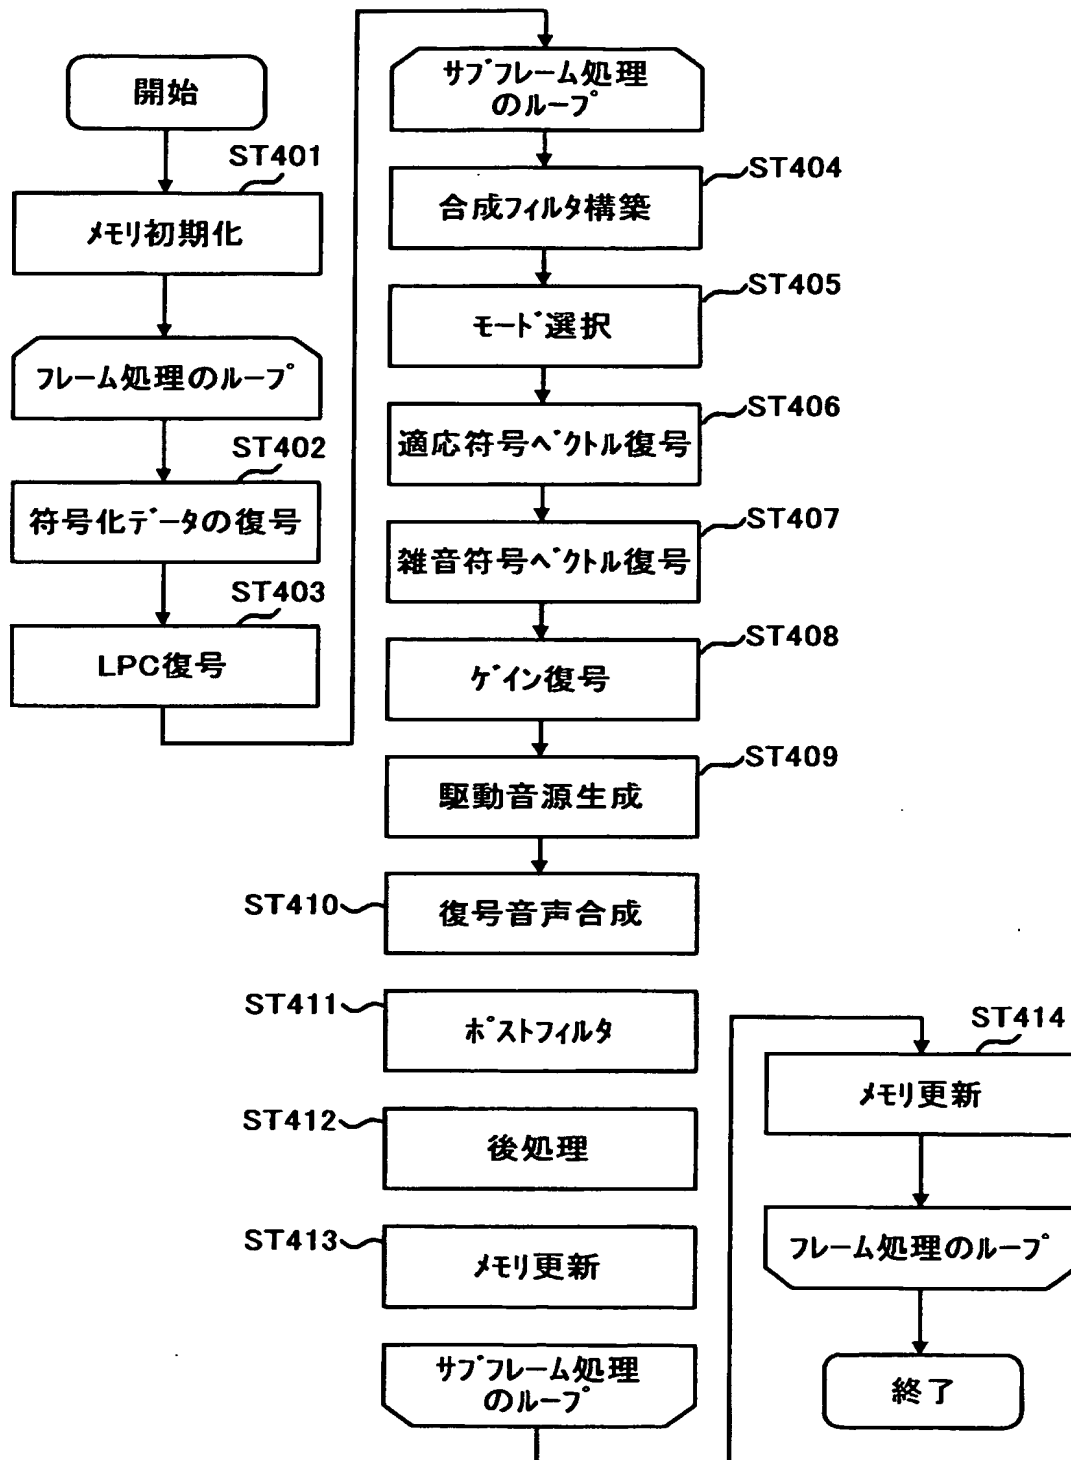 開始
ST401
メモリ初期化
フレーム処理のループ
ST402
符号化データの復号
ST403
LPC復号
サブフレーム処理
のループ
ST404
合成フィルタ構築
ST405
モード選択
ST406
適応符号ベクトル復号
ST407
雑音符号ベクトル復号
ST408
ゲイン復号
ST409
駆動音源生成
ST410
復号音声合成
ST411
ポストフィルタ
ST412
後処理
ST413
メモリ更新
サブフレーム処理
のループ
ST414
メモリ更新
フレーム処理のループ
終了